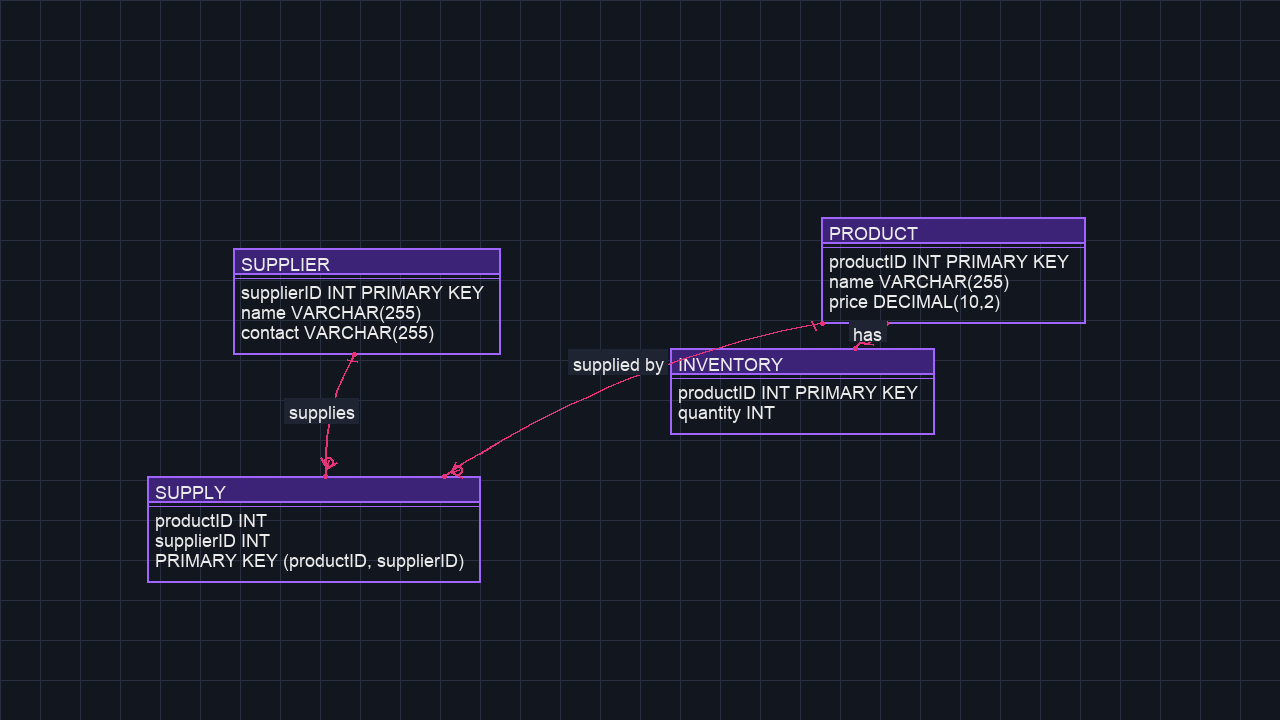 PRODUCT
productID INT PRIMARY KEY
name VARCHAR(255)
price DECIMAL(10,2)
SUPPLIER
supplierID INT PRIMARY KEY
name VARCHAR(255)
contact VARCHAR(255)
has
supplied by
INVENTORY
productID INT PRIMARY KEY
quantity INT
supplies
SUPPLY
productID INT
supplierID INT
PRIMARY KEY (productID, supplierID)